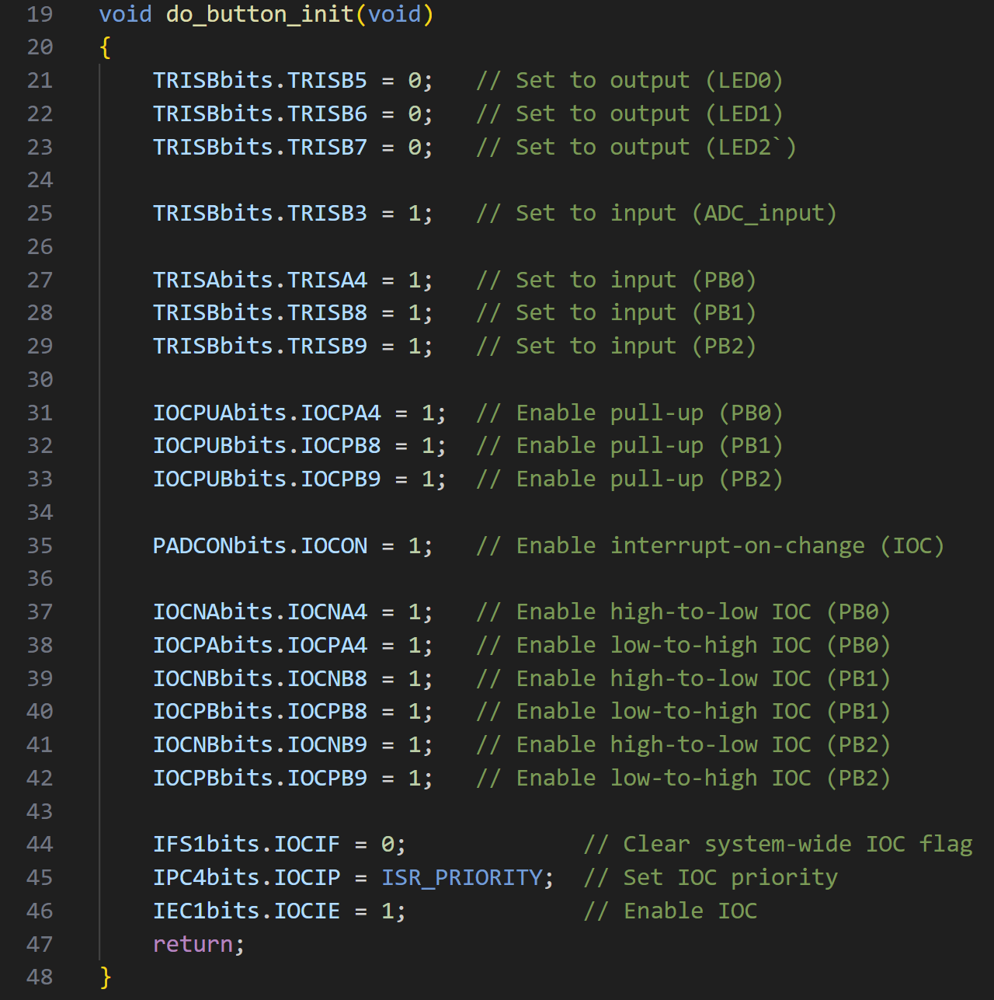 19 void do_button_init(void)
20 {
21     TRISBbits.TRISB5 = 0;   // Set to output (LED0)
22     TRISBbits.TRISB6 = 0;   // Set to output (LED1)
23     TRISBbits.TRISB7 = 0;   // Set to output (LED2`)
24
25     TRISBbits.TRISB3 = 1;   // Set to input (ADC_input)
26
27     TRISAbits.TRISA4 = 1;   // Set to input (PB0)
28     TRISBbits.TRISB8 = 1;   // Set to input (PB1)
29     TRISBbits.TRISB9 = 1;   // Set to input (PB2)
30
31     IOCPUAbits.IOCPA4 = 1;  // Enable pull-up (PB0)
32     IOCPUBbits.IOCPB8 = 1;  // Enable pull-up (PB1)
33     IOCPUBbits.IOCPB9 = 1;  // Enable pull-up (PB2)
34
35     PADCONbits.IOCON = 1;   // Enable interrupt-on-change (IOC)
36
37     IOCNAbits.IOCNA4 = 1;   // Enable high-to-low IOC (PB0)
38     IOCPAbits.IOCPA4 = 1;   // Enable low-to-high IOC (PB0)
39     IOCNBbits.IOCNB8 = 1;   // Enable high-to-low IOC (PB1)
40     IOCPBbits.IOCPB8 = 1;   // Enable low-to-high IOC (PB1)
41     IOCNBbits.IOCNB9 = 1;   // Enable high-to-low IOC (PB2)
42     IOCPBbits.IOCPB9 = 1;   // Enable low-to-high IOC (PB2)
43
44     IFS1bits.IOCIF = 0;             // Clear system-wide IOC flag
45     IPC4bits.IOCIP = ISR_PRIORITY;  // Set IOC priority
46     IEC1bits.IOCIE = 1;             // Enable IOC
47     return;
48 }